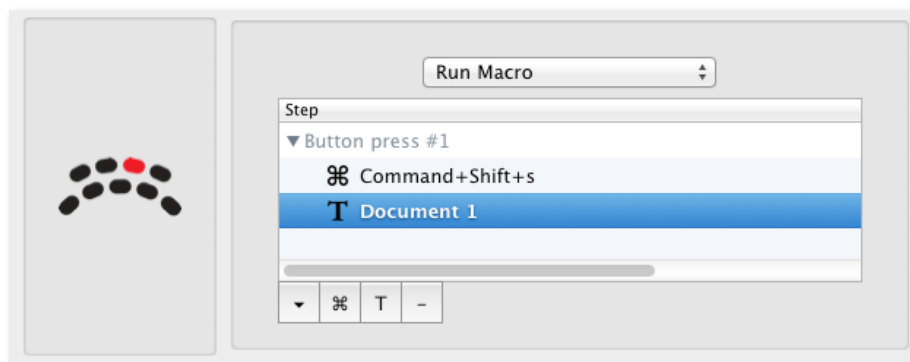 Run Macro
Step
Button press #1
⌘ Command+Shift+s
T Document 1
⌘ T -